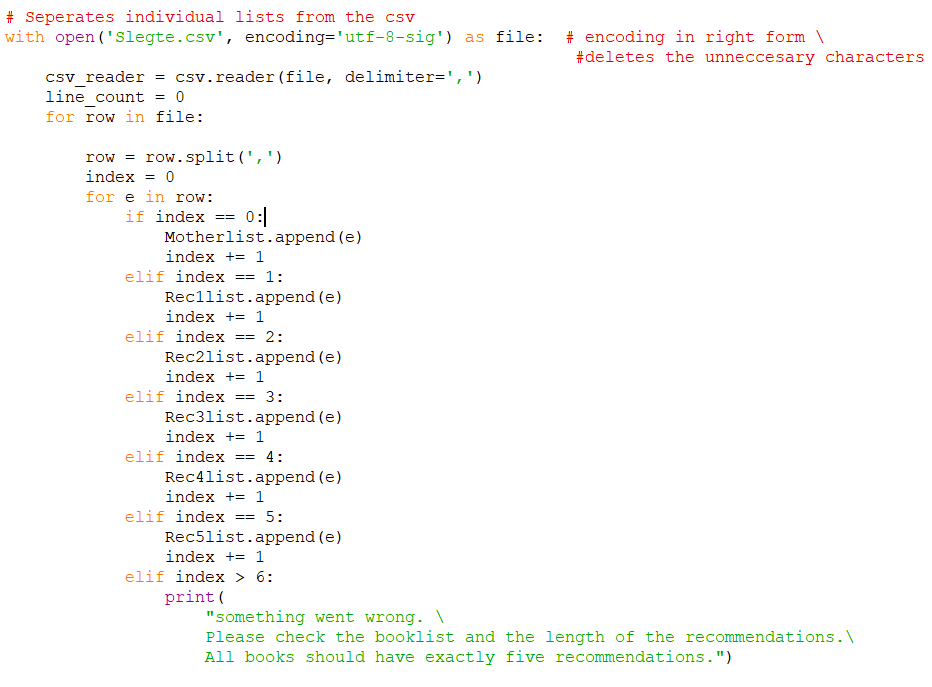 # Seperates individual lists from the csv
with open('Slegte.csv', encoding='utf-8-sig') as file:  # encoding in right form \
                                                         #deletes the unneccesary characters
    csv_reader = csv.reader(file, delimiter=',')
    line_count = 0
    for row in file:

        row = row.split(',')
        index = 0
        for e in row:
            if index == 0:
                Motherlist.append(e)
                index += 1
            elif index == 1:
                Rec1list.append(e)
                index += 1
            elif index == 2:
                Rec2list.append(e)
                index += 1
            elif index == 3:
                Rec3list.append(e)
                index += 1
            elif index == 4:
                Rec4list.append(e)
                index += 1
            elif index == 5:
                Rec5list.append(e)
                index += 1
            elif index > 6:
                print(
                    "something went wrong. \
                    Please check the booklist and the length of the recommendations.\
                    All books should have exactly five recommendations.")